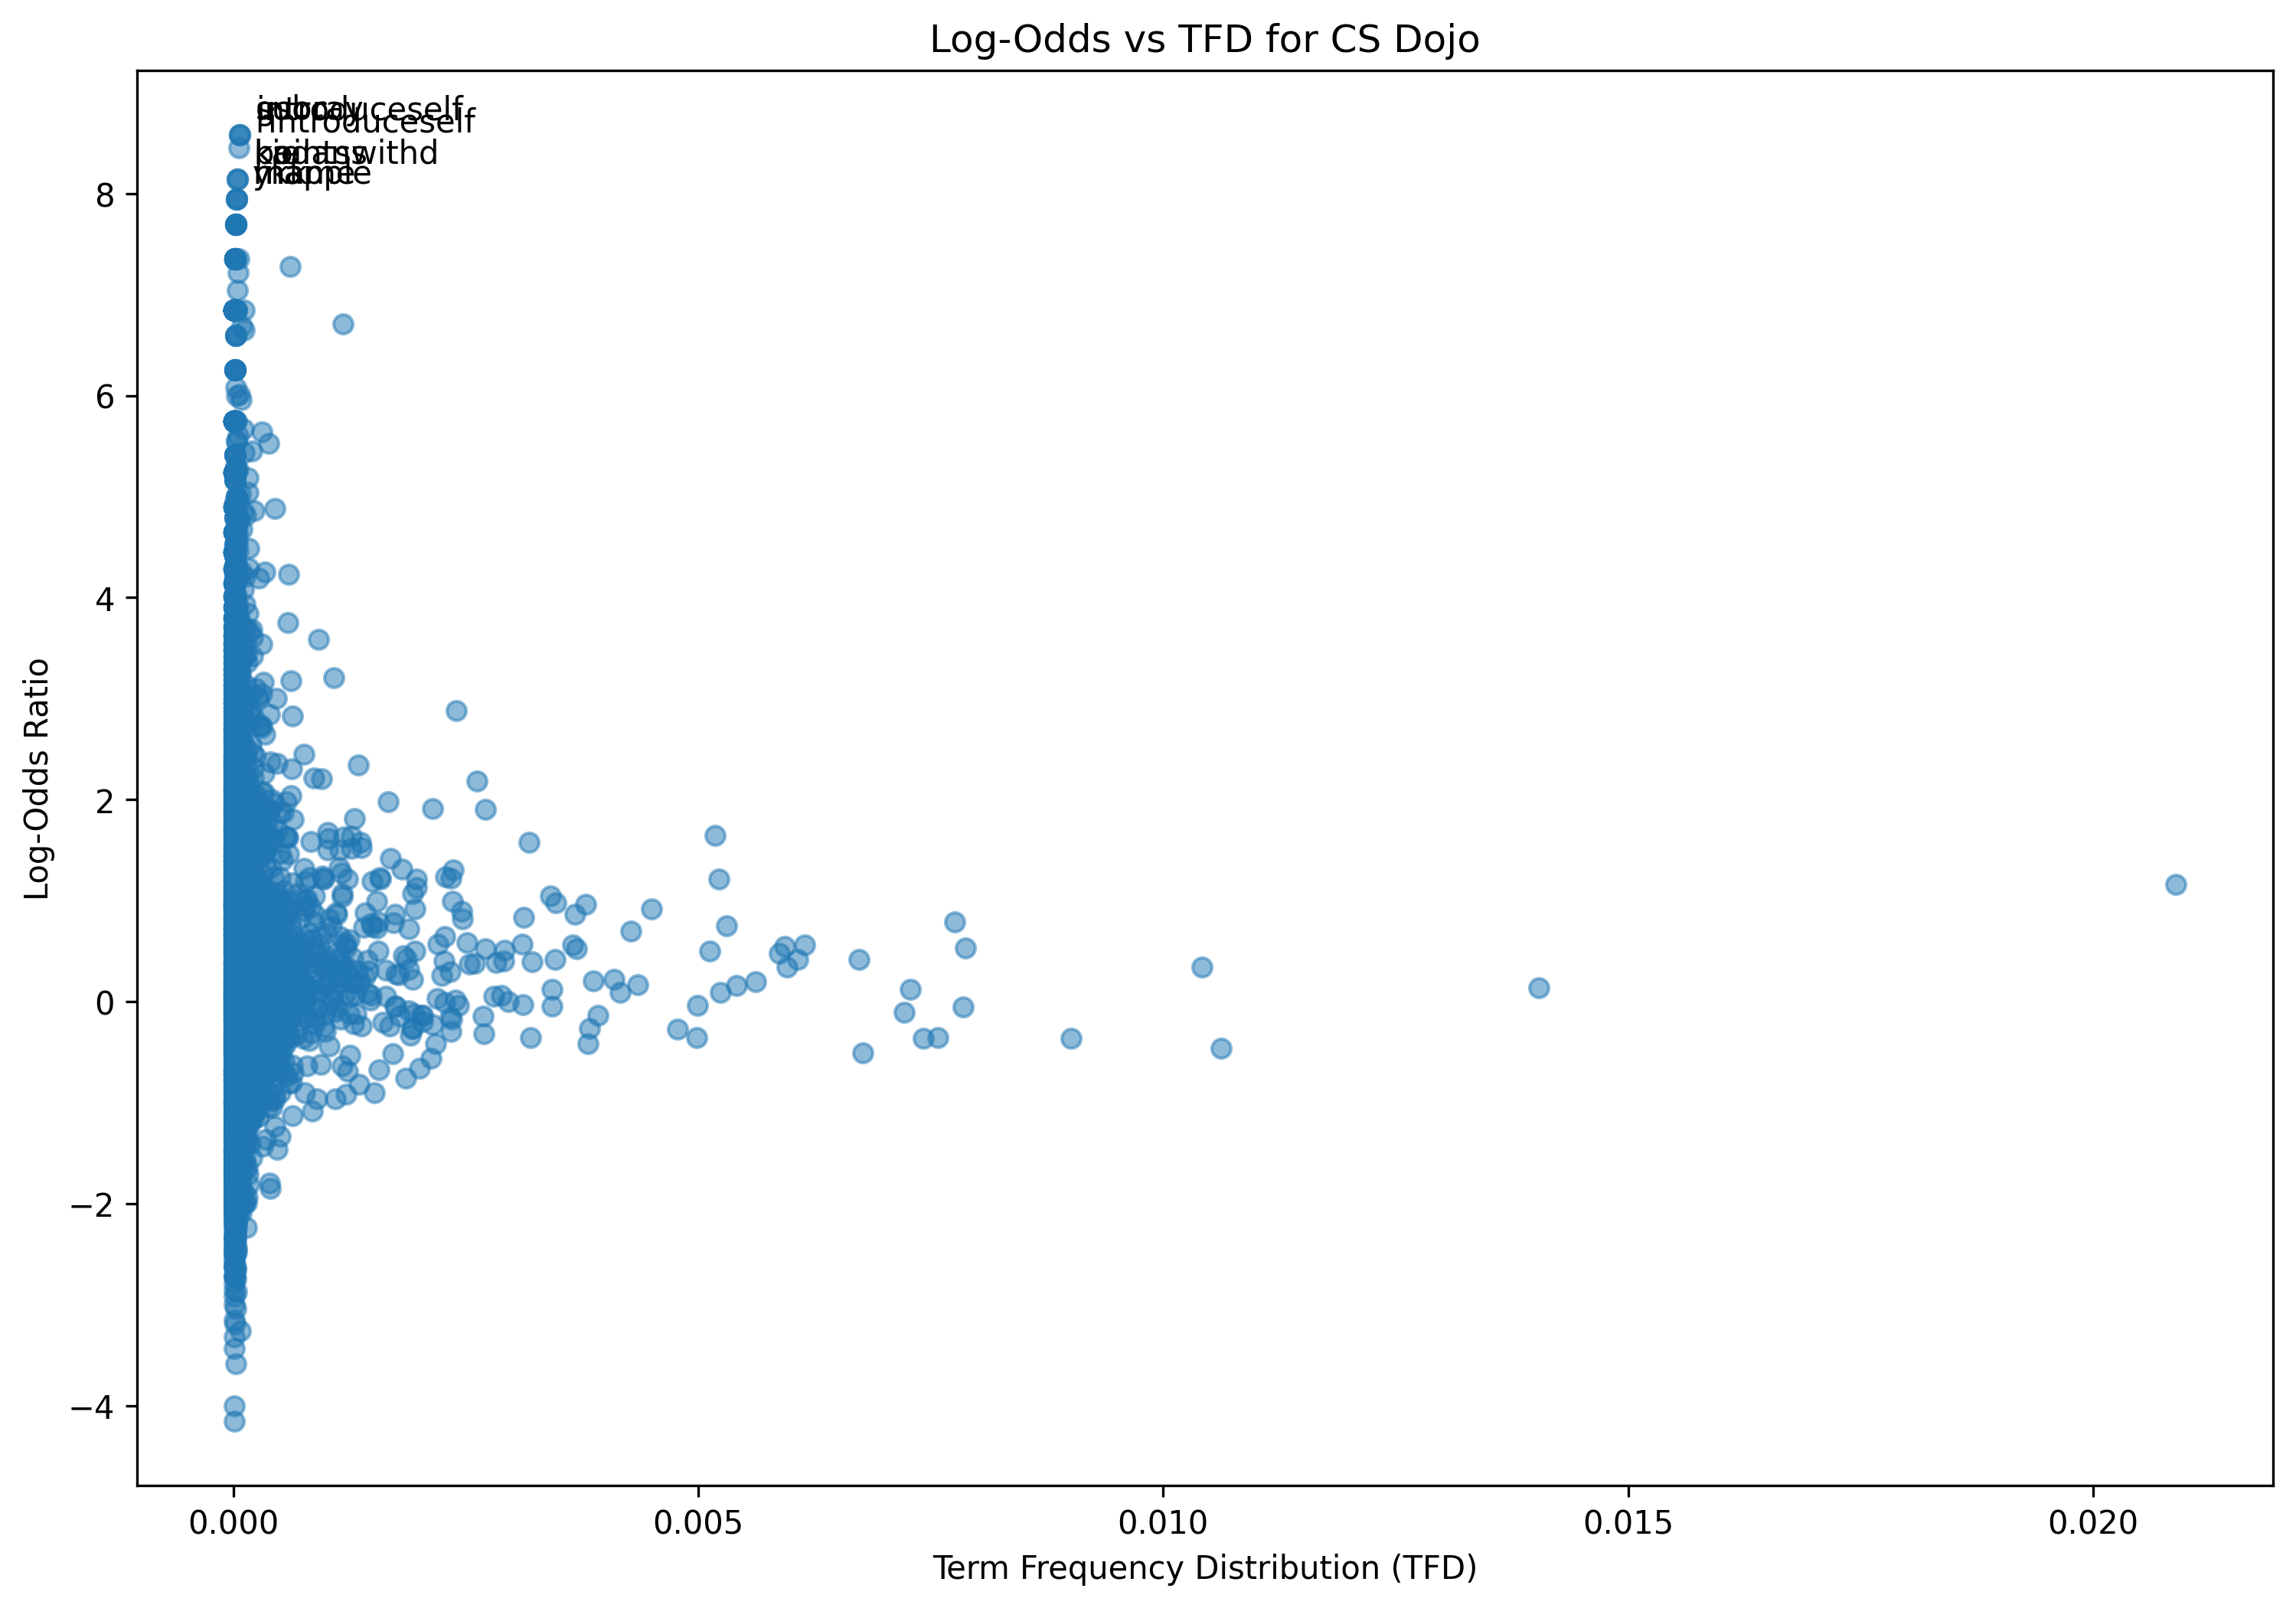 Log-Odds vs TFD for CS Dojo
introduceself
introduceself
8
6
4
2
0
−2
−4
Log-Odds Ratio
0.000
0.005
0.010
0.015
0.020
Term Frequency Distribution (TFD)